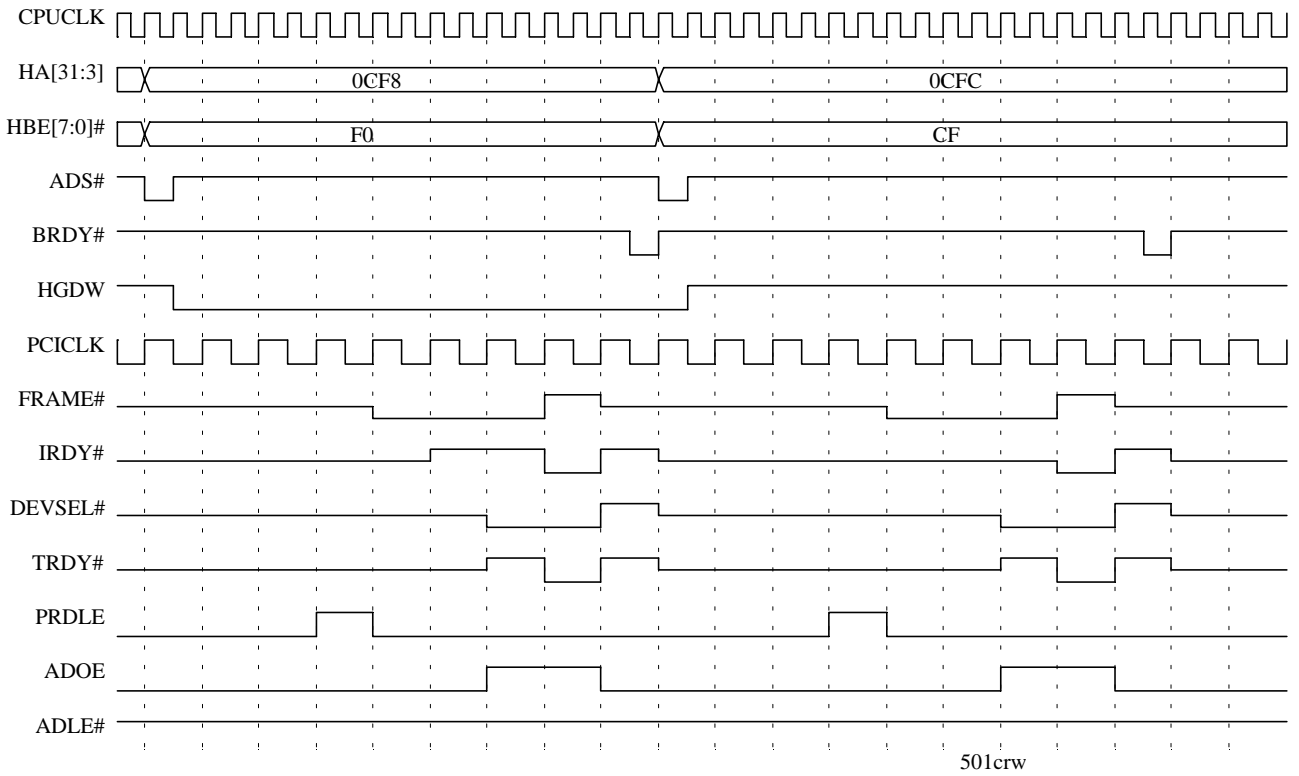 CPUCLK
HA[31:3] 0CF8 0CFC
HBE[7:0]# F0 CF
ADS#
BRDY#
HGDW
PCICLK
FRAME#
IRDY#
DEVSEL#
TRDY#
PRDLE
ADOE
ADLE#
501crw